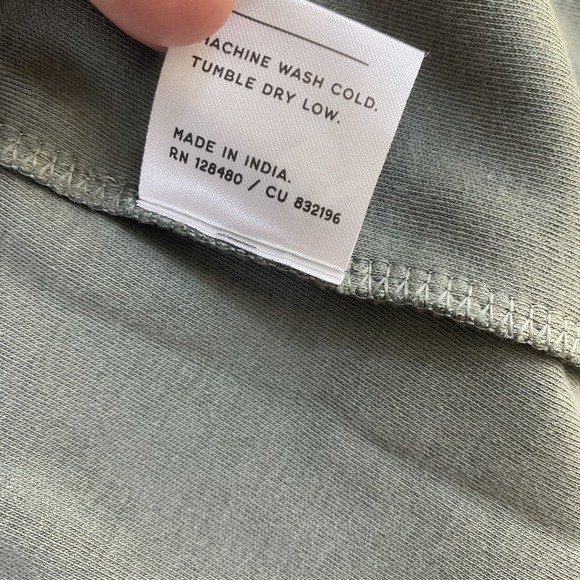 MACHINE WASH COLD.
TUMBLE DRY LOW.
MADE IN INDIA.
RN 128480 / CU 832196